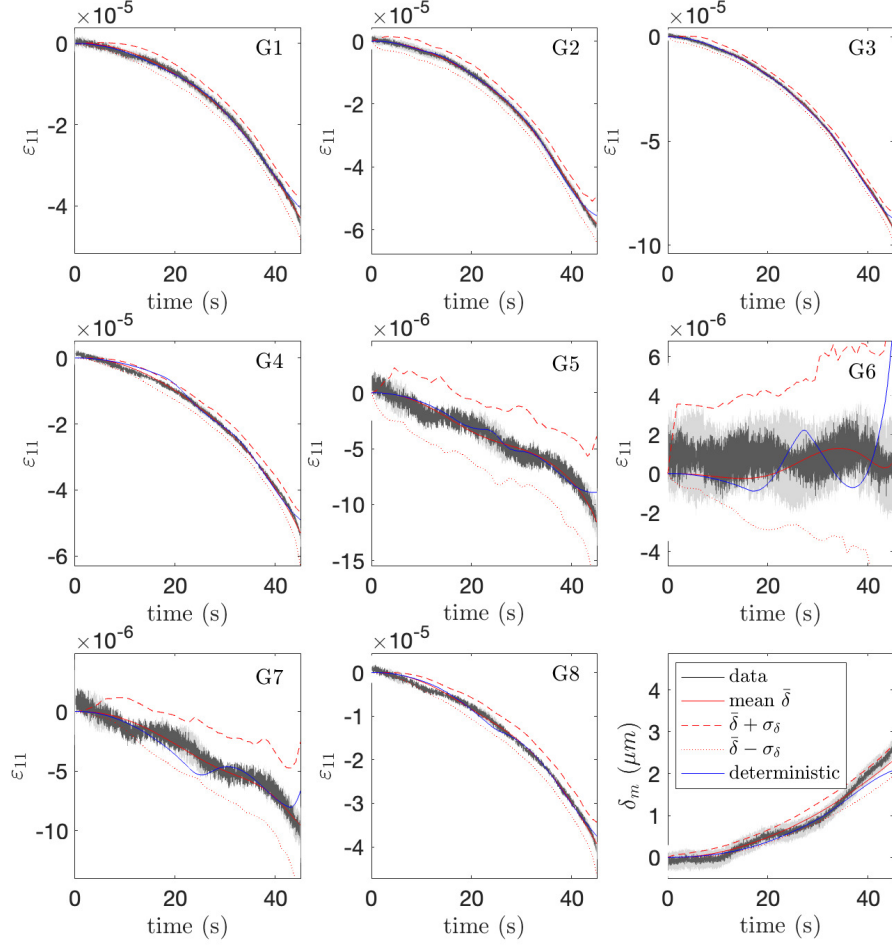 ×10-5
G1
0
-2
-4
ε11
0 20 40
time (s)
×10-5
G2
0
-2
-4
-6
ε11
0 20 40
time (s)
×10-5
G3
0
-5
-10
ε11
0 20 40
time (s)
×10-5
G4
0
-2
-4
-6
ε11
0 20 40
time (s)
×10-6
G5
0
-5
-10
-15
ε11
0 20 40
time (s)
×10-6
G6
6
4
2
0
-2
-4
ε11
0 20 40
time (s)
×10-6
G7
0
-5
-10
ε11
0 20 40
time (s)
×10-5
G8
0
-1
-2
-3
-4
ε11
0 20 40
time (s)
4
3
2
1
0
δm (μm)
data
mean δ̄
δ̄ + σδ
δ̄ − σδ
deterministic
0 20 40
time (s)